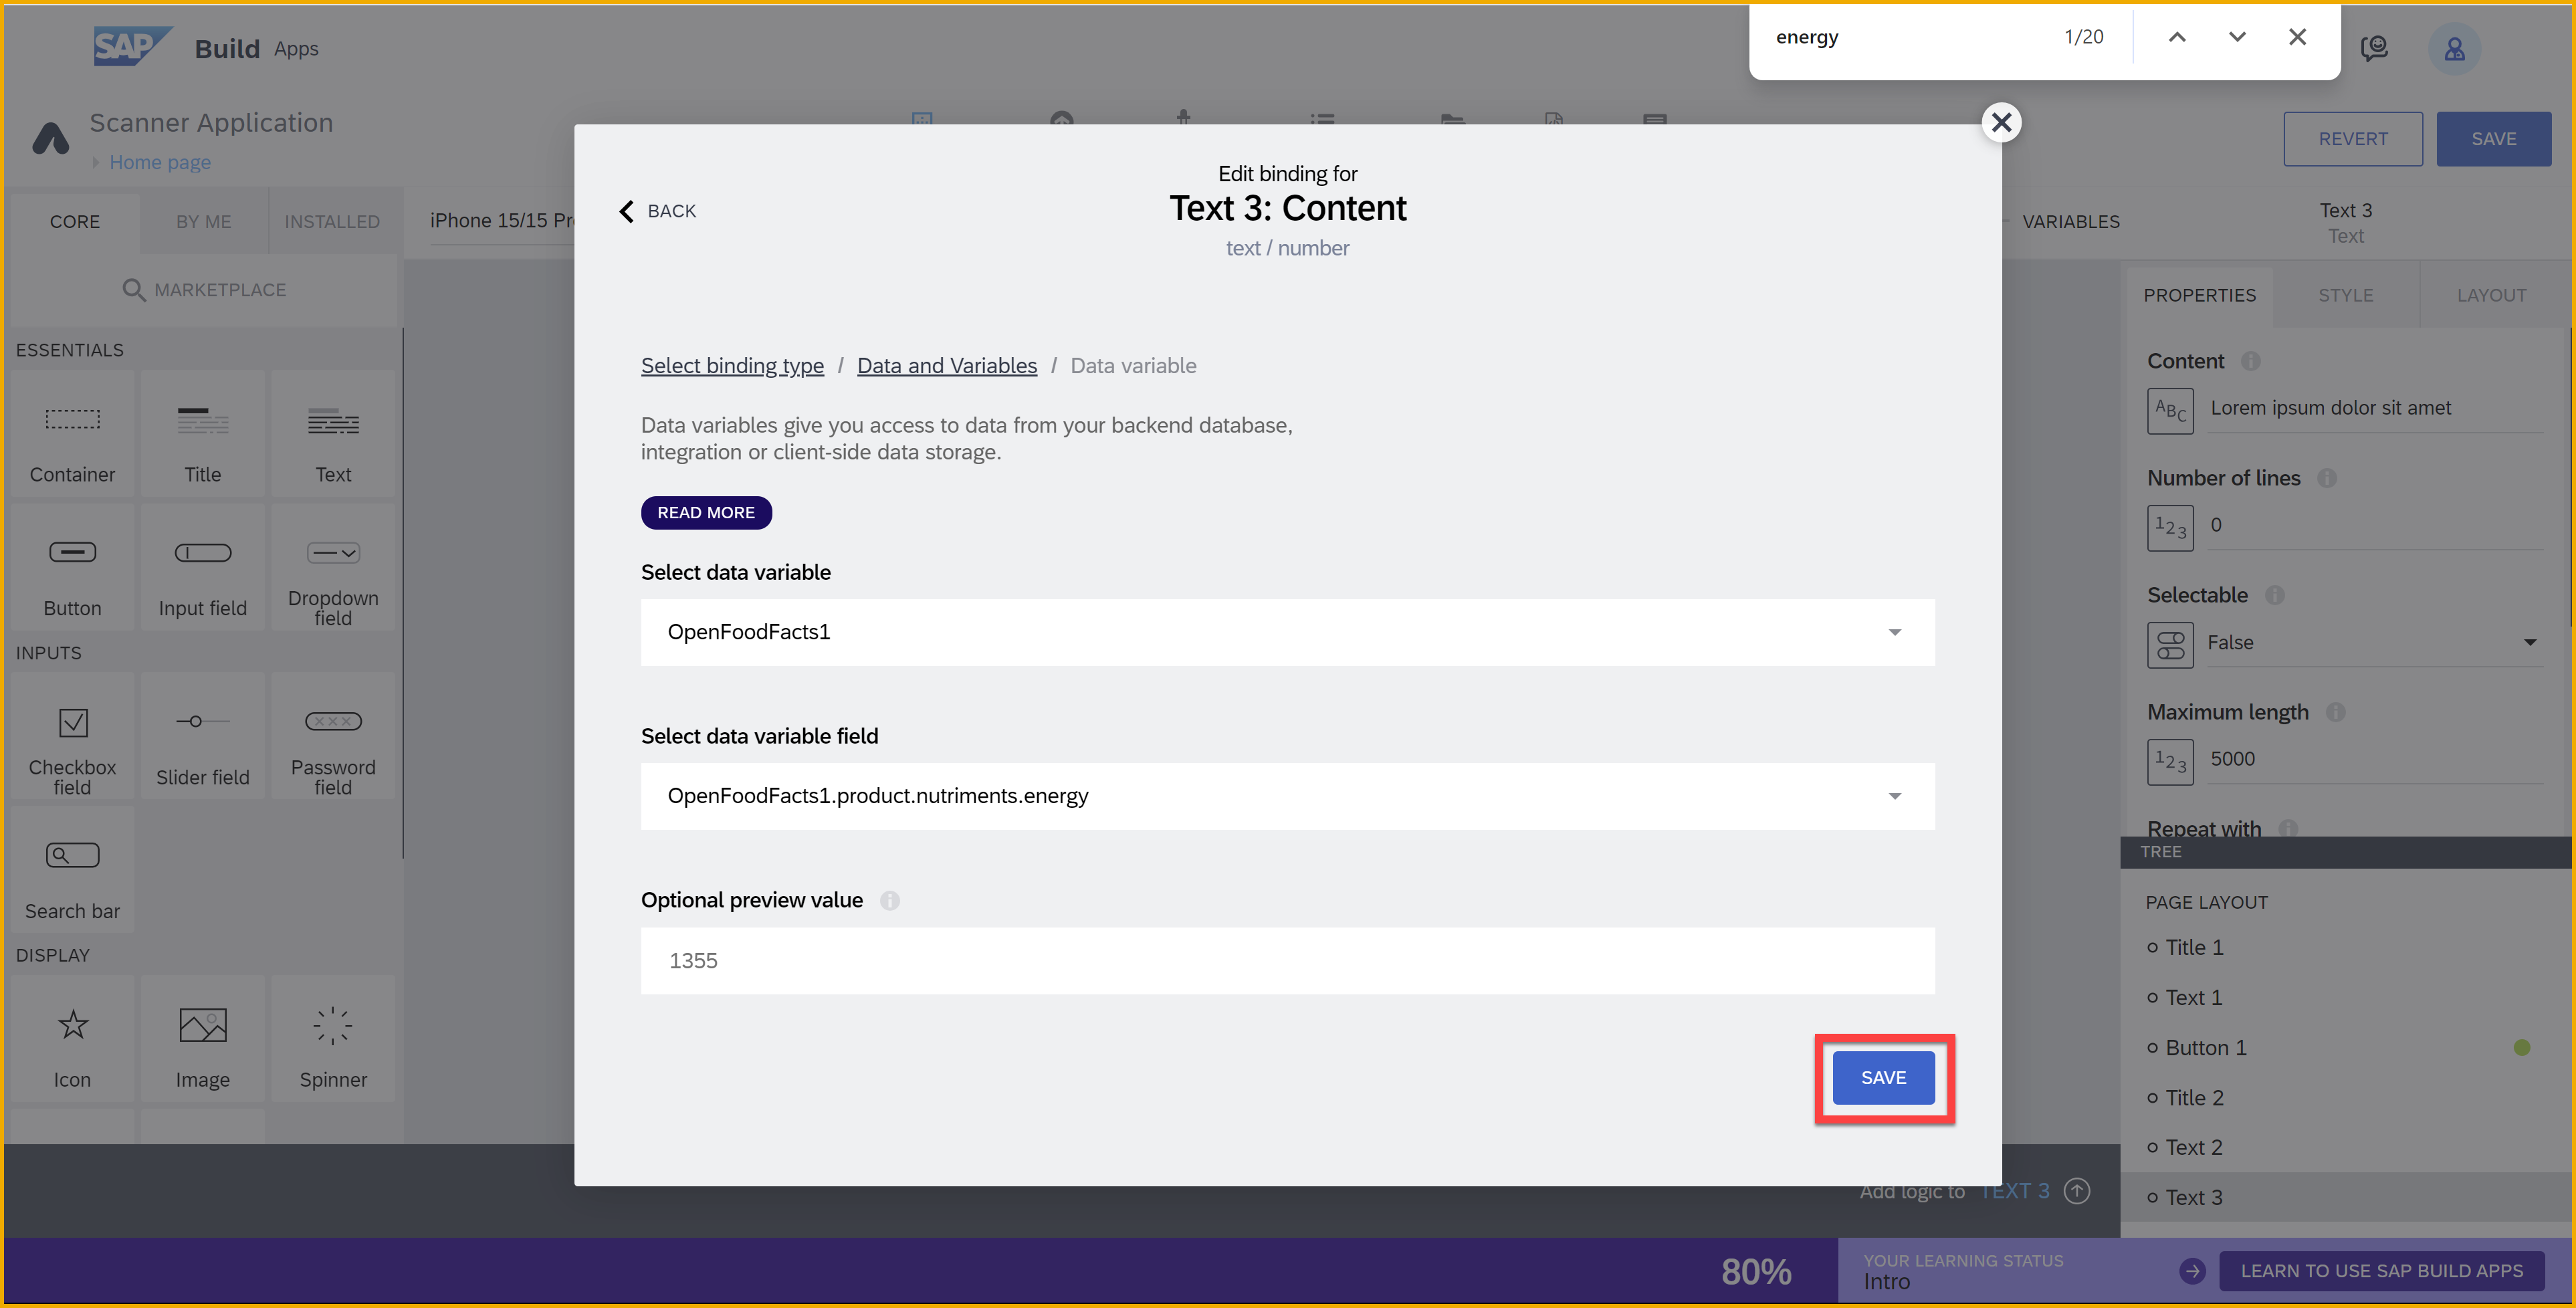 SAP Build Apps
energy 1/20
Scanner Application
Home page
REVERT
SAVE
CORE
BY ME
INSTALLED
iPhone 15/15 Pr
MARKETPLACE
ESSENTIALS
Container
Title
Text
Button
Input field
Dropdown
field
INPUTS
Checkbox
field
Slider field
Password
field
Search bar
DISPLAY
Icon
Image
Spinner
BACK
Edit binding for
Text 3: Content
text / number
Select binding type / Data and Variables / Data variable
Data variables give you access to data from your backend database,
integration or client-side data storage.
READ MORE
Select data variable
OpenFoodFacts1
Select data variable field
OpenFoodFacts1.product.nutriments.energy
Optional preview value
1355
SAVE
VARIABLES
Text 3
Text
PROPERTIES
STYLE
LAYOUT
Content
ABC Lorem ipsum dolor sit amet
Number of lines
123 0
Selectable
False
Maximum length
123 5000
Repeat with
TREE
PAGE LAYOUT
Title 1
Text 1
Button 1
Title 2
Text 2
Text 3
Add logic to TEXT 3
80%
YOUR LEARNING STATUS
Intro
LEARN TO USE SAP BUILD APPS